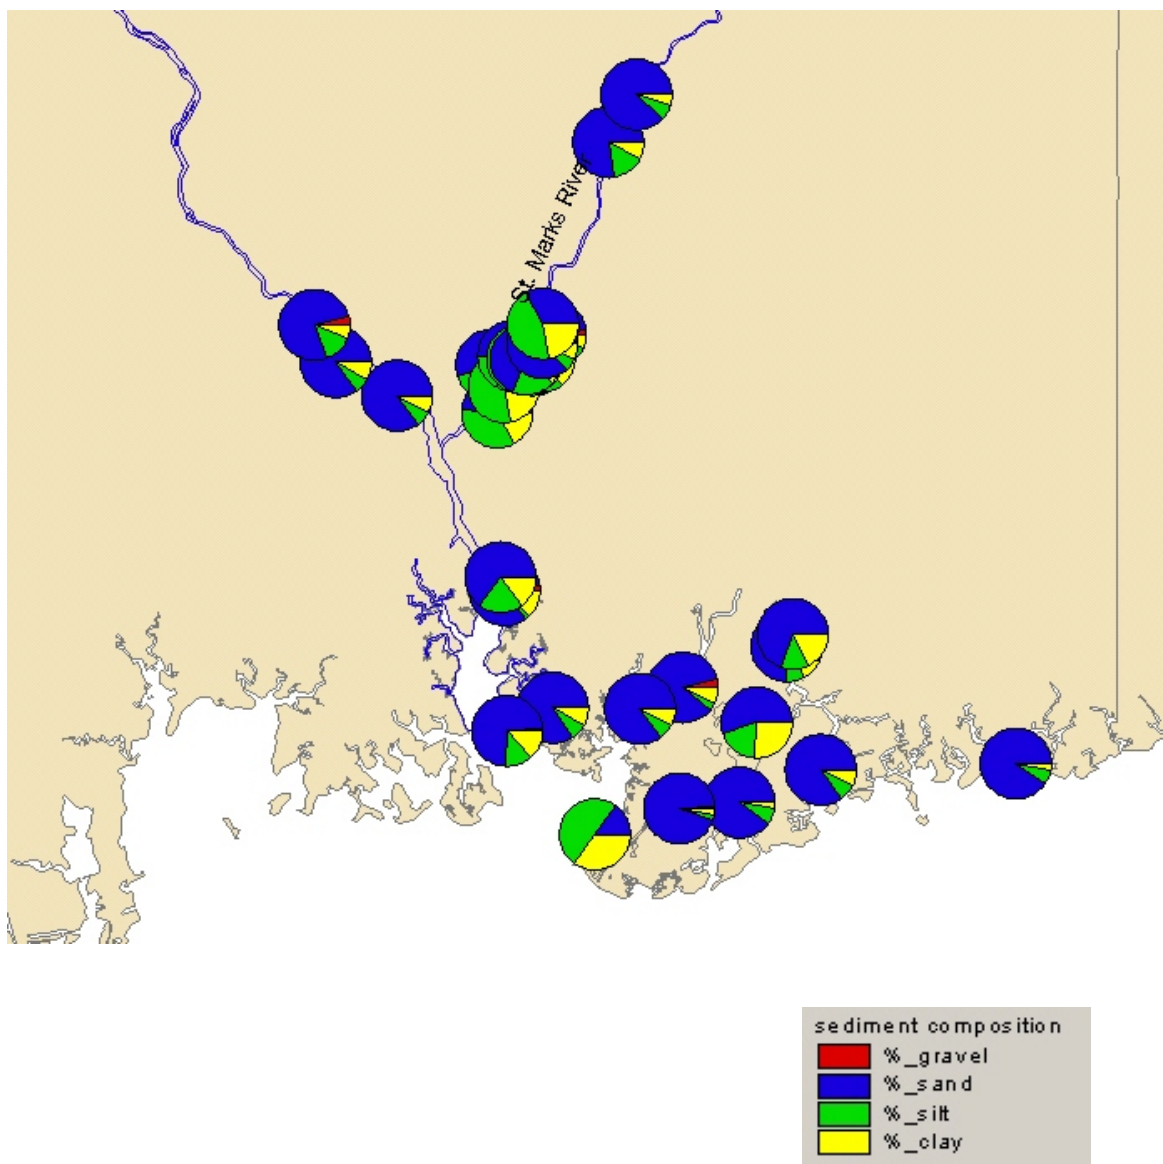 St. Marks River
sediment composition
%_gravel
%_sand
%_silt
%_clay